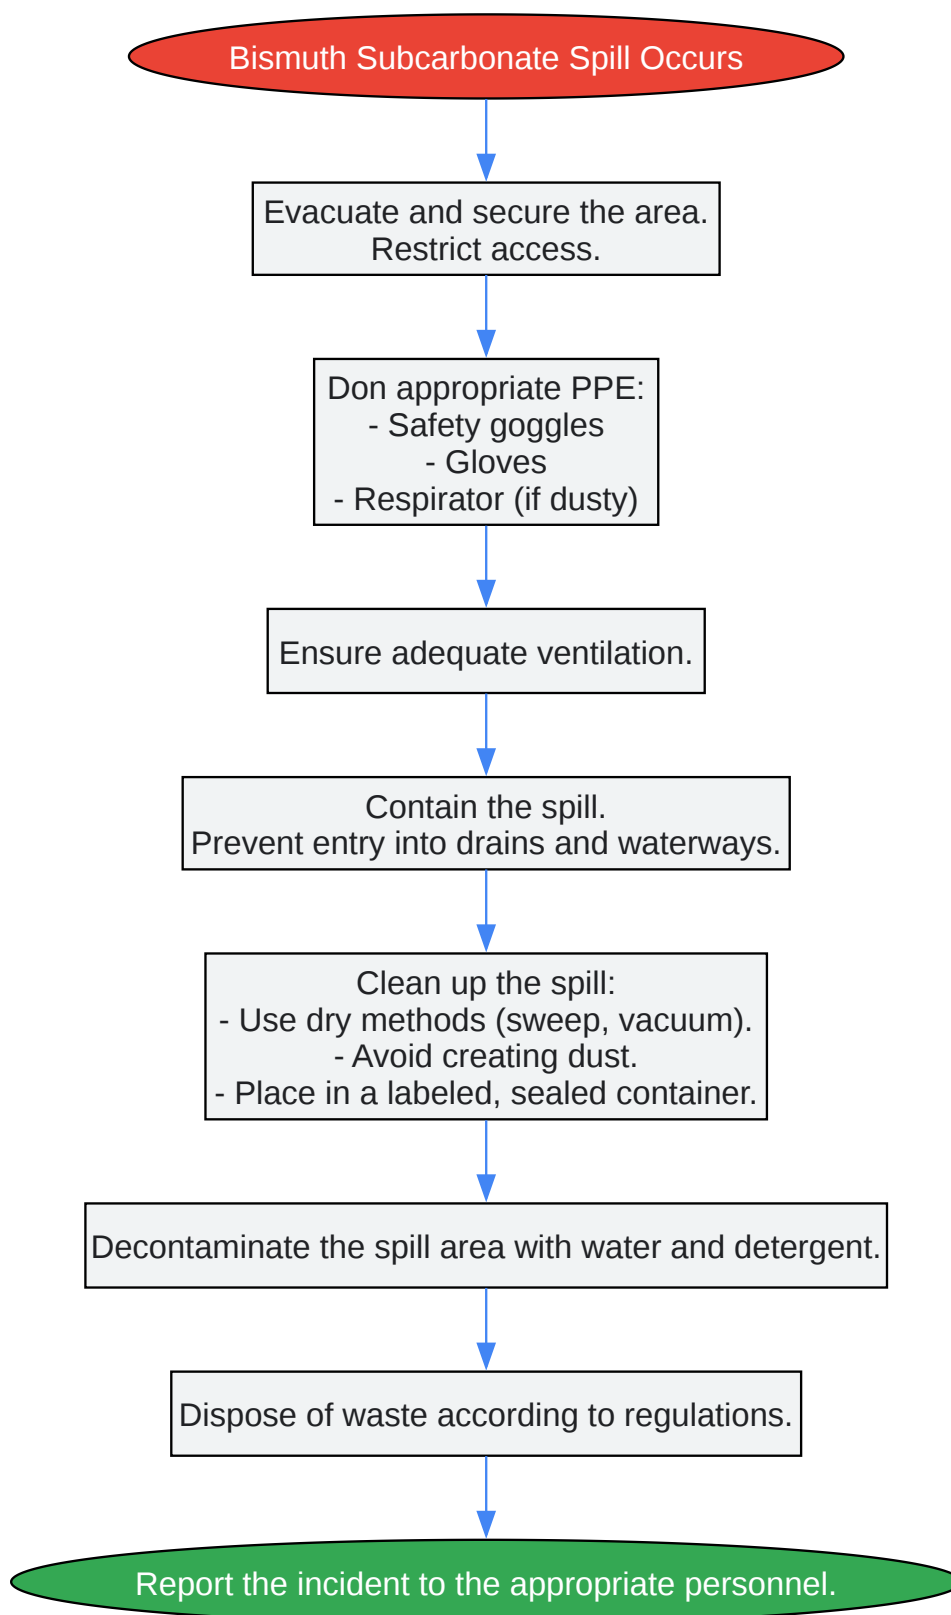 Bismuth Subcarbonate Spill Occurs
Evacuate and secure the area.
Restrict access.
Don appropriate PPE:
- Safety goggles
- Gloves
- Respirator (if dusty)
Ensure adequate ventilation.
Contain the spill.
Prevent entry into drains and waterways.
Clean up the spill:
- Use dry methods (sweep, vacuum).
- Avoid creating dust.
- Place in a labeled, sealed container.
Decontaminate the spill area with water and detergent.
Dispose of waste according to regulations.
Report the incident to the appropriate personnel.